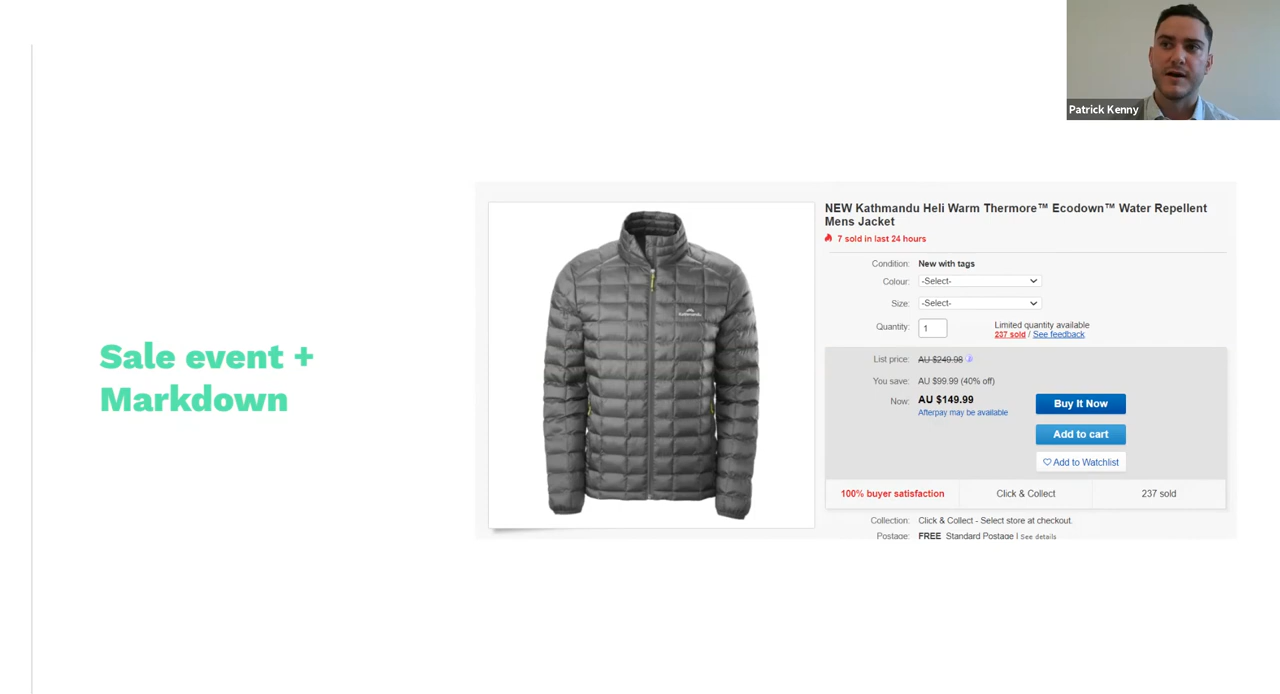 Patrick Kenny
Sale event +
Markdown
Kathmandu
NEW Kathmandu Heli Warm Thermore™ Ecodown™ Water Repellent
Mens Jacket
7 sold in last 24 hours
Condition: New with tags
Colour: -Select-
Size: -Select-
Quantity: 1
Limited quantity available
237 sold / See feedback
List price: AU $249.98
You save: AU $99.99 (40% off)
Now: AU $149.99
Afterpay may be available
Buy It Now
Add to cart
Add to Watchlist
100% buyer satisfaction
Click & Collect
237 sold
Collection: Click & Collect - Select store at checkout.
Postage: FREE Standard Postage | See details